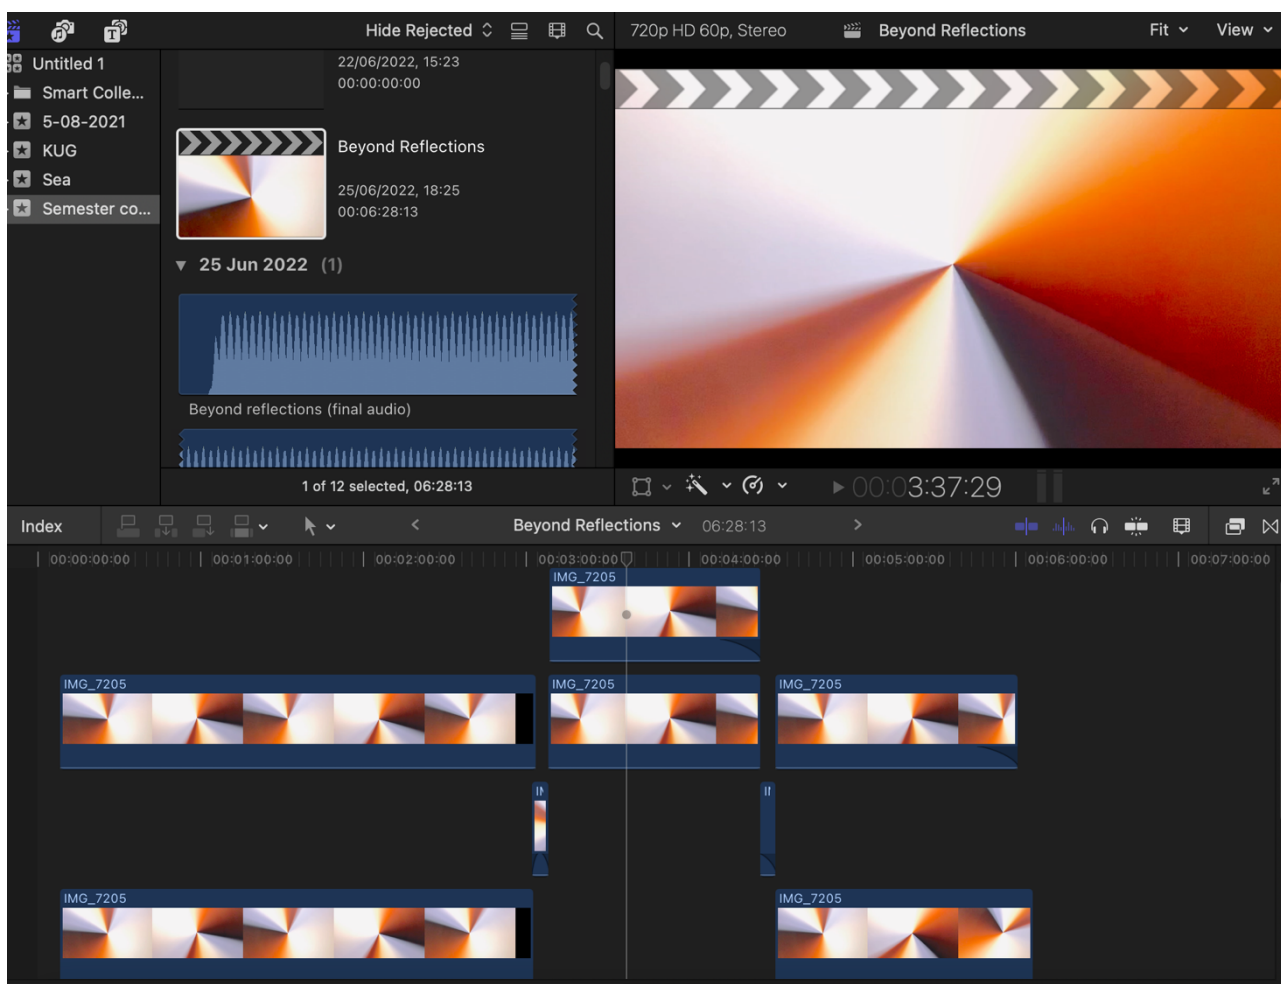 Hide Rejected
720p HD 60p, Stereo
Beyond Reflections
Fit
View
Untitled 1
Smart Colle...
5-08-2021
KUG
Sea
Semester co...
22/06/2022, 15:23
00:00:00:00
Beyond Reflections
25/06/2022, 18:25
00:06:28:13
25 Jun 2022 (1)
Beyond reflections (final audio)
1 of 12 selected, 06:28:13
00:03:37:29
Index
Beyond Reflections
06:28:13
00:00:00:00
00:01:00:00
00:02:00:00
00:03:00:00
00:04:00:00
00:05:00:00
00:06:00:00
00:07:00:00
IMG_7205
IMG_7205
IMG_7205
IMG_7205
IMG_7205
IMG_7205